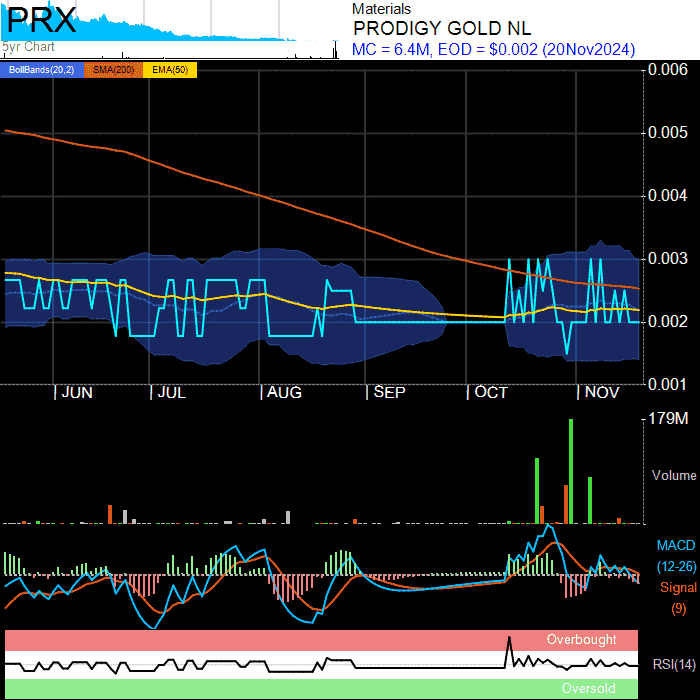 PRX
5yr Chart
Materials
PRODIGY GOLD NL
MC = 6.4M, EOD = $0.002 (20Nov2024)
BollBands(20,2) SMA(200) EMA(50)
0.006
0.005
0.004
0.003
0.002
0.001
JUN JUL AUG SEP OCT NOV
179M
Volume
MACD
(12-26)
Signal
(9)
Overbought
RSI(14)
Oversold